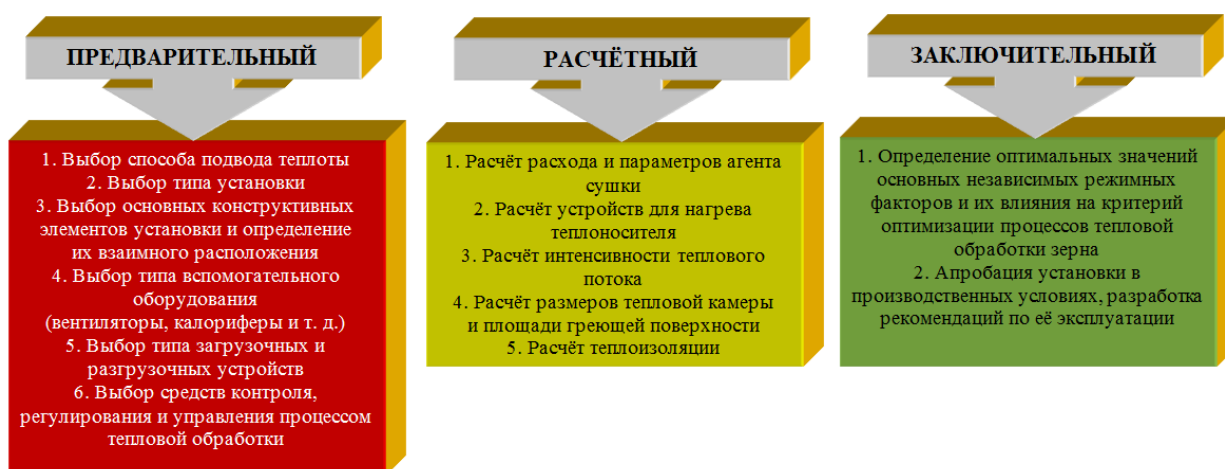 ПРЕДВАРИТЕЛЬНЫЙ
1. Выбор способа подвода теплоты
2. Выбор типа установки
3. Выбор основных конструктивных
элементов установки и определение
их взаимного расположения
4. Выбор типа вспомогательного
оборудования
(вентиляторы, калориферы и т. д.)
5. Выбор типа загрузочных и
разгрузочных устройств
6. Выбор средств контроля,
регулирования и управления процессом
тепловой обработки
РАСЧЁТНЫЙ
1. Расчёт расхода и параметров агента
сушки
2. Расчёт устройств для нагрева
теплоносителя
3. Расчёт интенсивности теплового
потока
4. Расчёт размеров тепловой камеры
и площади греющей поверхности
5. Расчёт теплоизоляции
ЗАКЛЮЧИТЕЛЬНЫЙ
1. Определение оптимальных значений
основных независимых режимных
факторов и их влияния на критерий
оптимизации процессов тепловой
обработки зерна
2. Апробация установки в
производственных условиях, разработка
рекомендаций по её эксплуатации